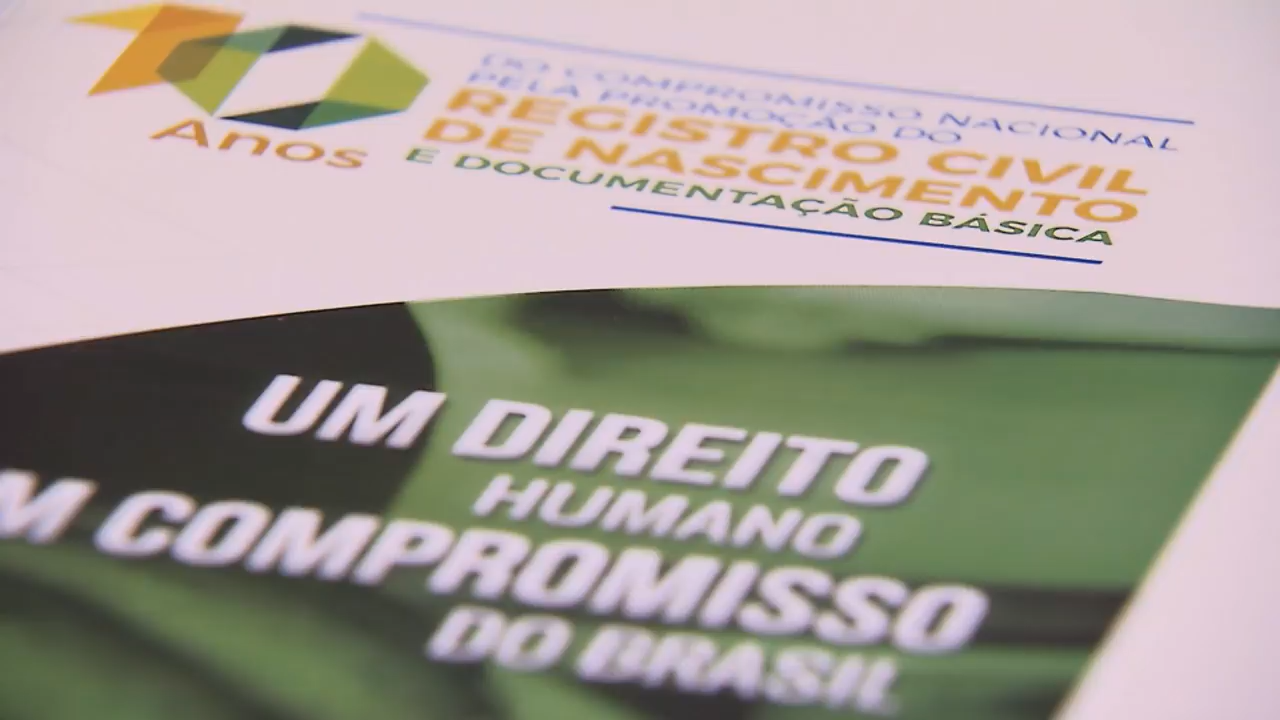 10
Anos
DO COMPROMISSO NACIONAL
PELA PROMOÇÃO DO
REGISTRO CIVIL
DE NASCIMENTO
E DOCUMENTAÇÃO BÁSICA
UM DIREITO
HUMANO
M COMPROMISSO
DO BRASIL